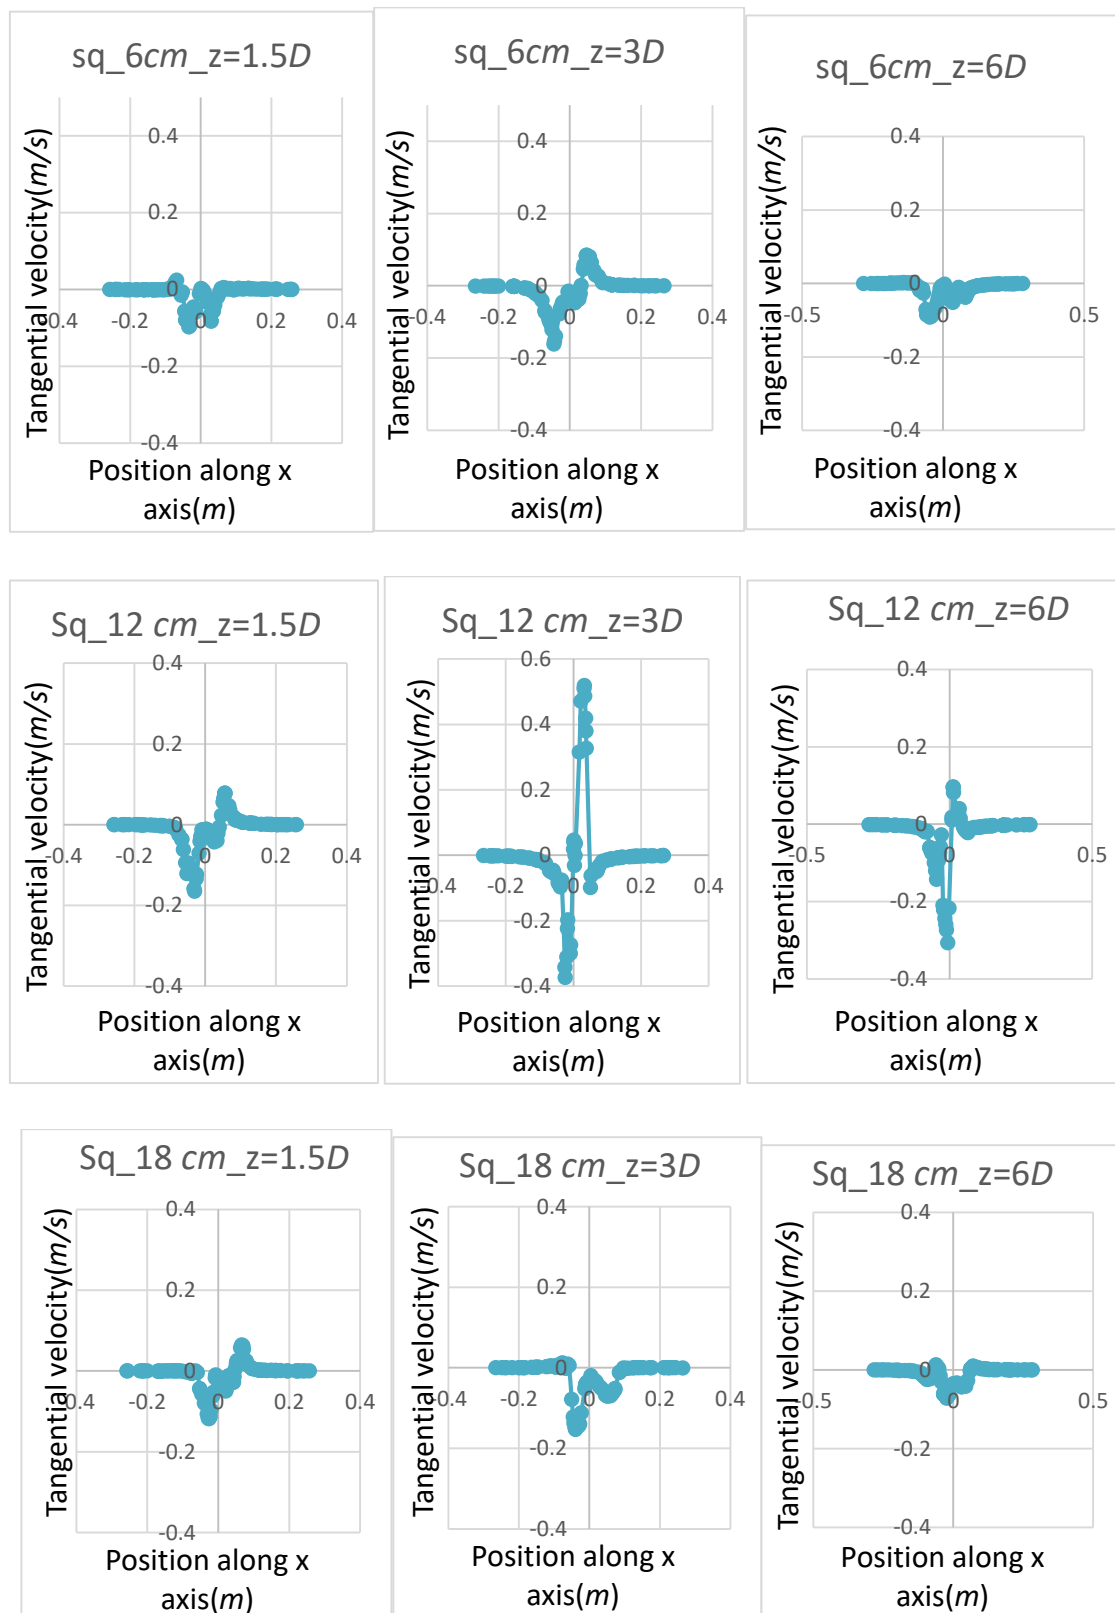 sq_6cm_z=1.5D
Tangential velocity(m/s)
0.4
0.2
0
-0.2
-0.4
-0.4
-0.2
0
0.2
0.4
Position along x
axis(m)
sq_6cm_z=3D
Tangential velocity(m/s)
0.4
0.2
0
-0.2
-0.4
-0.4
-0.2
0
0.2
0.4
Position along x
axis(m)
sq_6cm_z=6D
Tangential velocity(m/s)
0.4
0.2
0
-0.2
-0.4
-0.5
0
0.5
Position along x
axis(m)
Sq_12 cm_z=1.5D
Tangential velocity(m/s)
0.4
0.2
0
-0.2
-0.4
-0.4
-0.2
0
0.2
0.4
Position along x
axis(m)
Sq_12 cm_z=3D
Tangential velocity(m/s)
0.6
0.4
0.2
0
-0.2
-0.4
-0.4
-0.2
0
0.2
0.4
Position along x
axis(m)
Sq_12 cm_z=6D
Tangential velocity(m/s)
0.4
0.2
0
-0.2
-0.4
-0.5
0
0.5
Position along x
axis(m)
Sq_18 cm_z=1.5D
Tangential velocity(m/s)
0.4
0.2
0
-0.2
-0.4
-0.4
-0.2
0
0.2
0.4
Position along x
axis(m)
Sq_18 cm_z=3D
Tangential velocity(m/s)
0.4
0.2
0
-0.2
-0.4
-0.4
-0.2
0
0.2
0.4
Position along x
axis(m)
Sq_18 cm_z=6D
Tangential velocity(m/s)
0.4
0.2
0
-0.2
-0.4
-0.5
0
0.5
Position along x
axis(m)